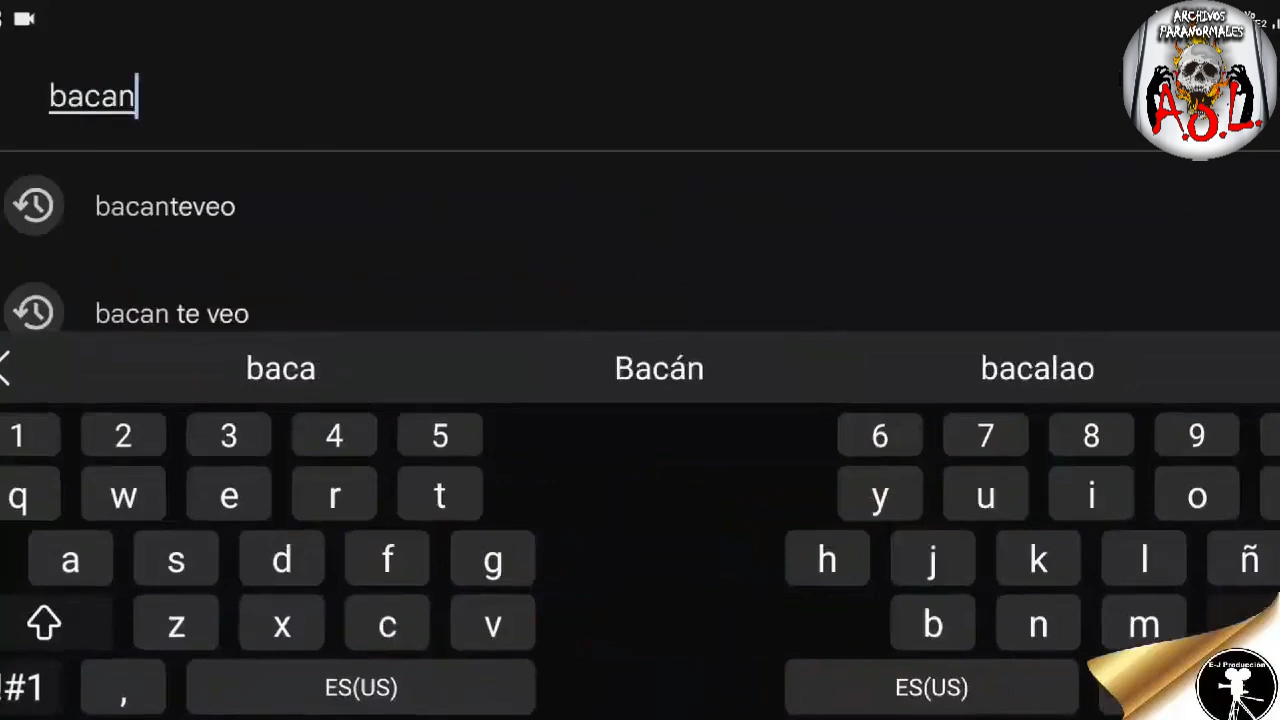 ARCHIVOS
PARANORMALES
A.O.L.
bacan
bacanteveo
bacan te veo
baca Bacán bacalao
1 2 3 4 5 6 7 8 9
q w e r t y u i o
a s d f g h j k l ñ
z x c v b n m
!#1 , ES(US) ES(US)
E-J Producción